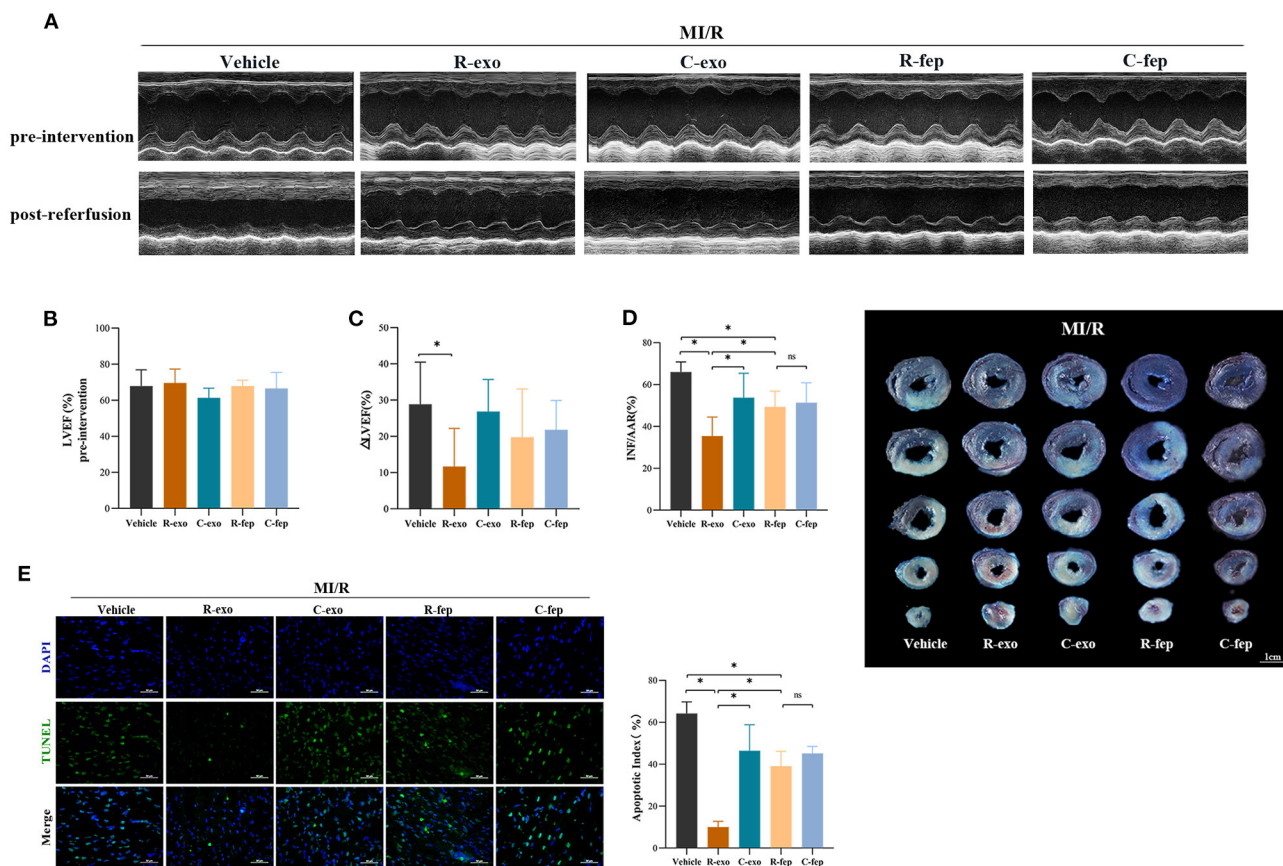 A
MI/R
Vehicle R-exo C-exo R-fep C-fep
pre-intervention
post-referfusion
B
LVEF (%)
pre-intervention
100
80
60
40
20
0
Vehicle R-exo C-exo R-fep C-fep
C
ΔLVEF(%)
50
40
30
20
10
0
*
Vehicle R-exo C-exo R-fep C-fep
D
INF/AAR(%)
80
60
40
20
0
*
* *
* ns
Vehicle R-exo C-exo R-fep C-fep
MI/R
Vehicle R-exo C-exo R-fep C-fep
1cm
E
MI/R
Vehicle R-exo C-exo R-fep C-fep
DAPI
TUNEL
Merge
Apoptotic Index( %)
80
60
40
20
0
*
* *
* ns
Vehicle R-exo C-exo R-fep C-fep